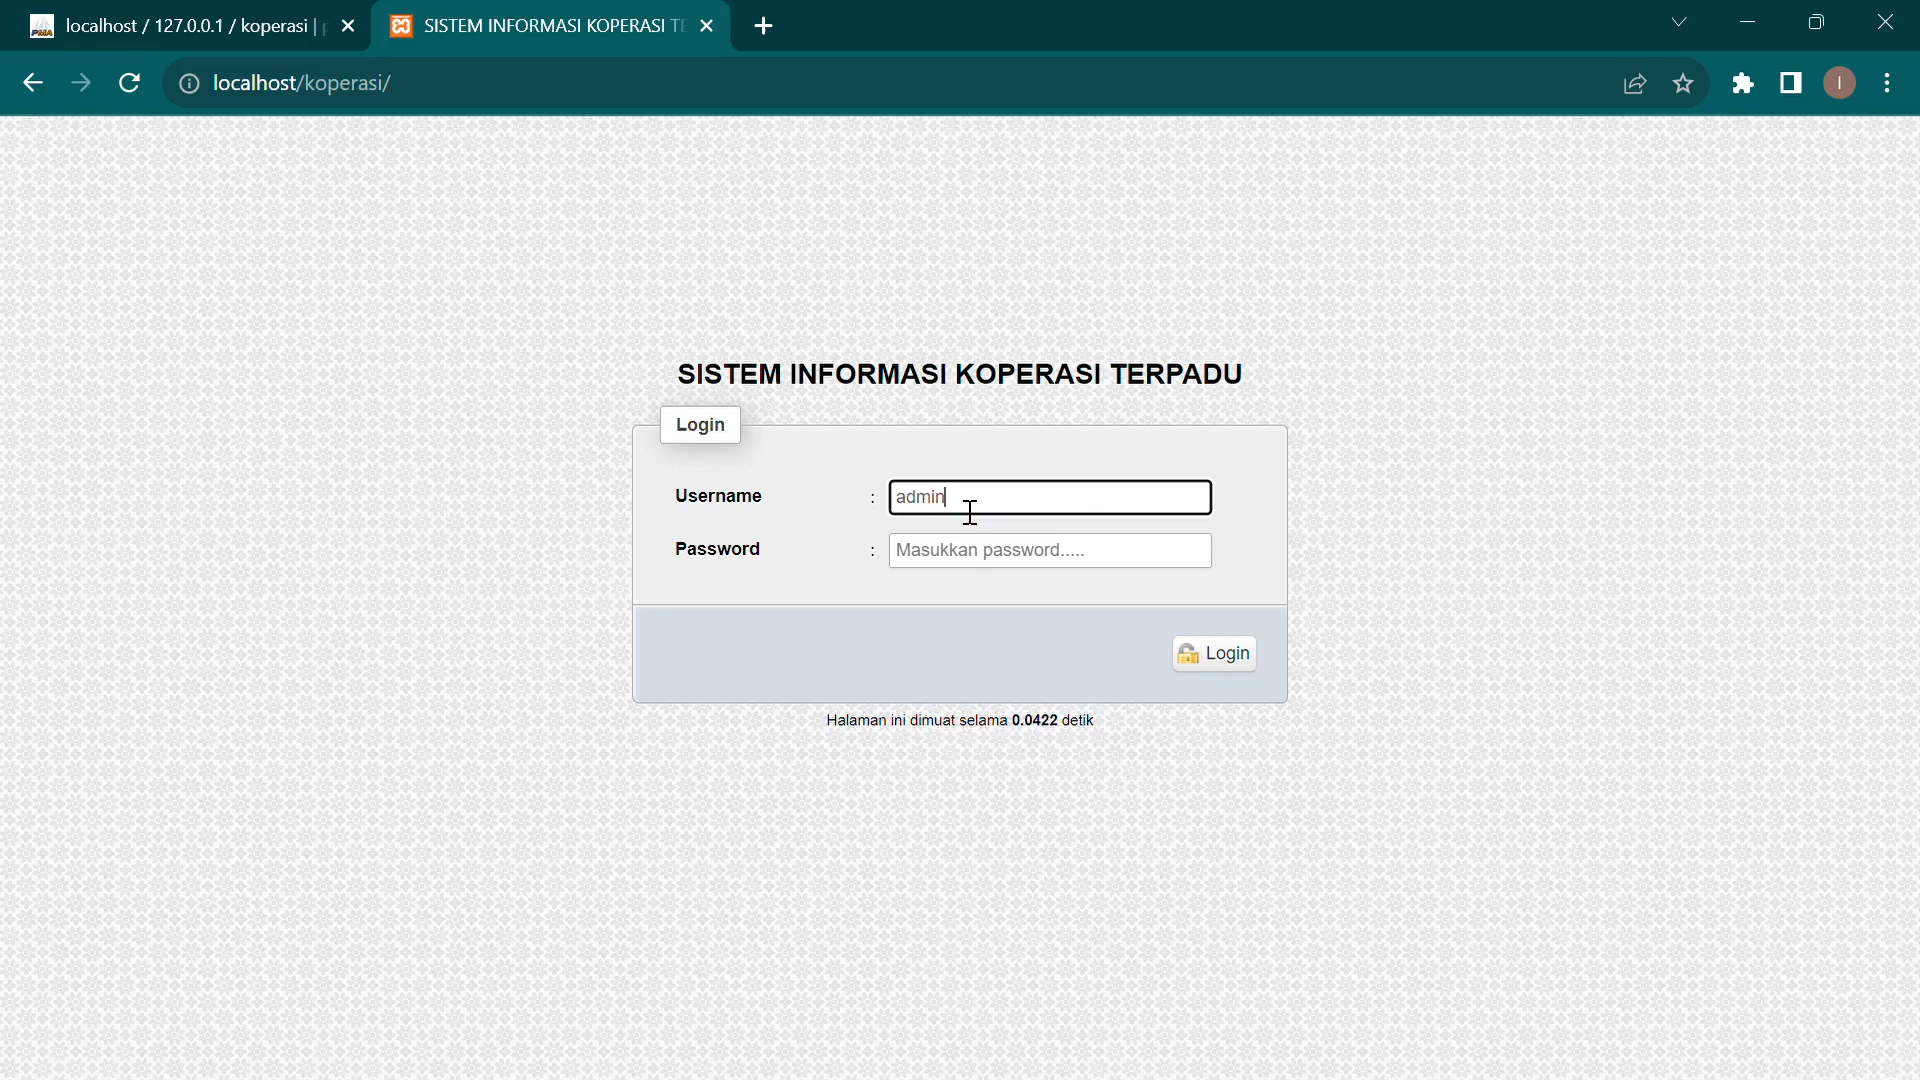 localhost / 127.0.0.1 / koperasi |
SISTEM INFORMASI KOPERASI TE
localhost/koperasi/
I
SISTEM INFORMASI KOPERASI TERPADU
Login
Username : admin
Password : Masukkan password.....
Login
Halaman ini dimuat selama 0.0422 detik